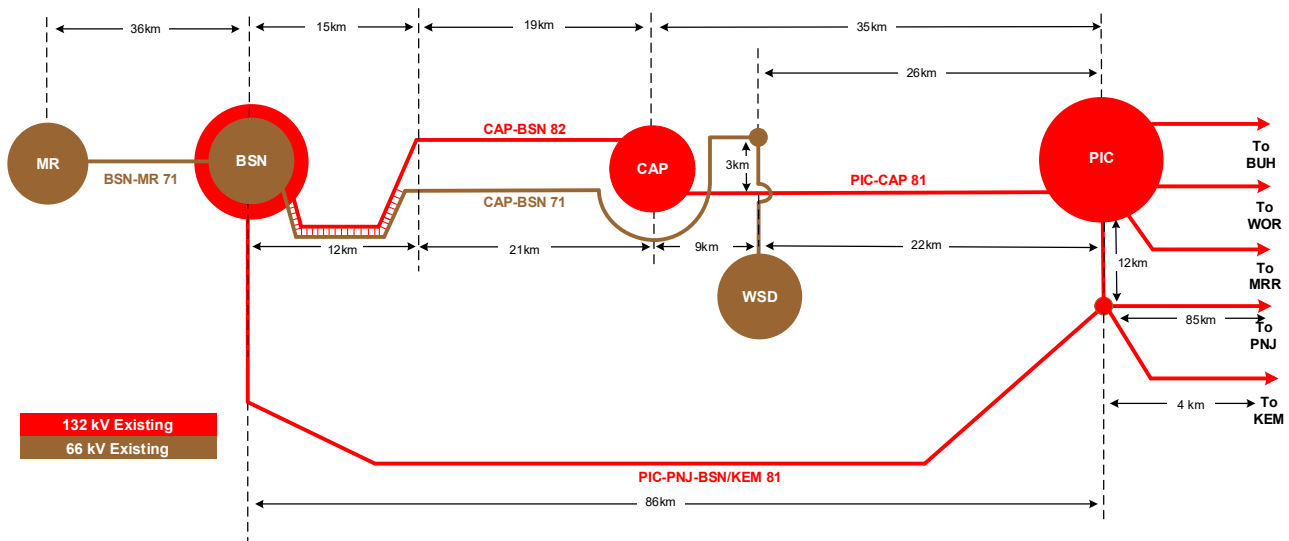 36km
15km
19km
35km
26km
MR
BSN
CAP
PIC
WSD
BSN-MR 71
CAP-BSN 82
CAP-BSN 71
3km
PIC-CAP 81
12km
21km
9km
22km
12km
85km
4 km
To
BUH
To
WOR
To
MRR
To
PNJ
To
KEM
132 kV Existing
66 kV Existing
PIC-PNJ-BSN/KEM 81
86km